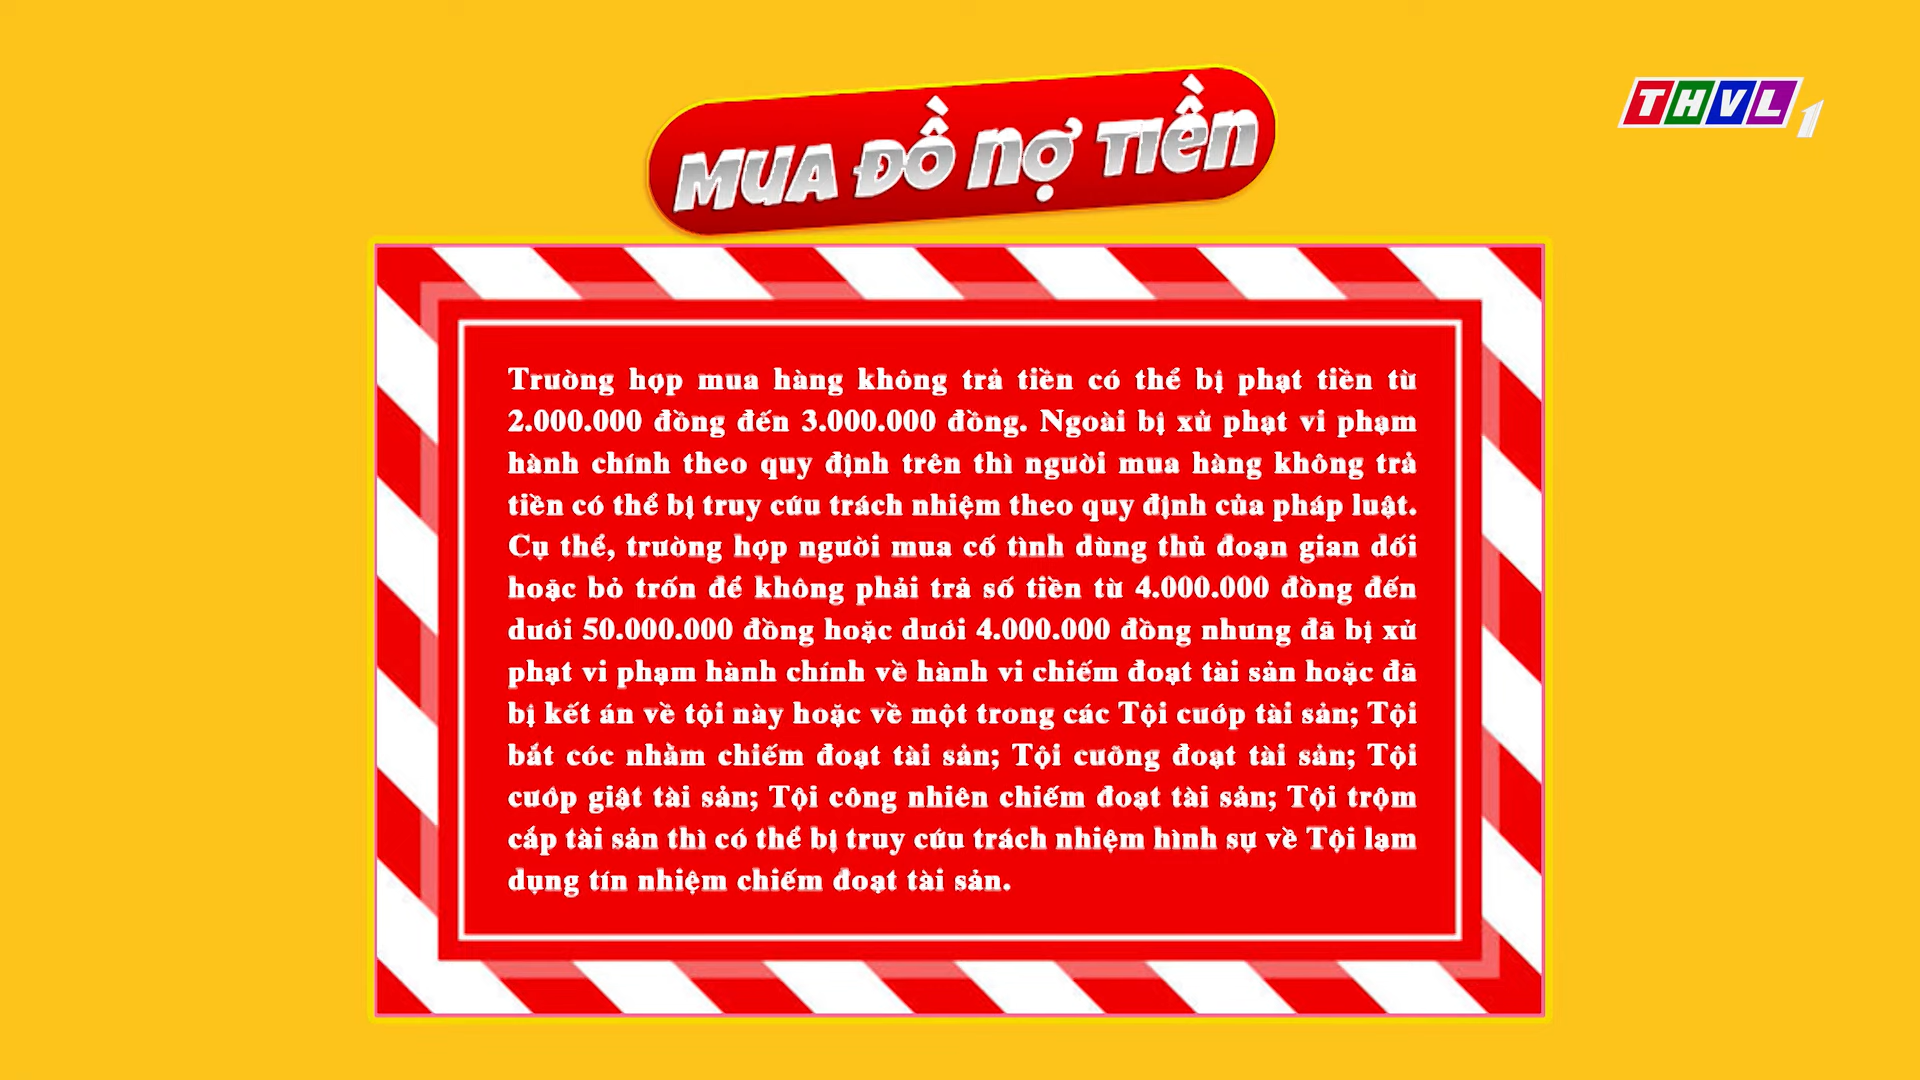 MUA ĐỒ NỢ TIỀN
THVL 1
Trường hợp mua hàng không trả tiền có thể bị phạt tiền từ
2.000.000 đồng đến 3.000.000 đồng. Ngoài bị xử phạt vi phạm
hành chính theo quy định trên thì người mua hàng không trả
tiền có thể bị truy cứu trách nhiệm theo quy định của pháp luật.
Cụ thể, trường hợp người mua cố tình dùng thủ đoạn gian dối
hoặc bỏ trốn để không phải trả số tiền từ 4.000.000 đồng đến
dưới 50.000.000 đồng hoặc dưới 4.000.000 đồng nhưng đã bị xử
phạt vi phạm hành chính về hành vi chiếm đoạt tài sản hoặc đã
bị kết án về tội này hoặc về một trong các Tội cướp tài sản; Tội
bắt cóc nhằm chiếm đoạt tài sản; Tội cưỡng đoạt tài sản; Tội
cướp giật tài sản; Tội công nhiên chiếm đoạt tài sản; Tội trộm
cắp tài sản thì có thể bị truy cứu trách nhiệm hình sự về Tội lạm
dụng tín nhiệm chiếm đoạt tài sản.